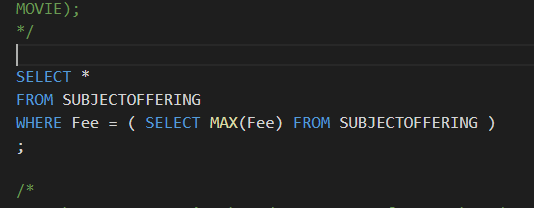 MOVIE);
*/
SELECT *
FROM SUBJECTOFFERING
WHERE Fee = ( SELECT MAX(Fee) FROM SUBJECTOFFERING )
;
/*